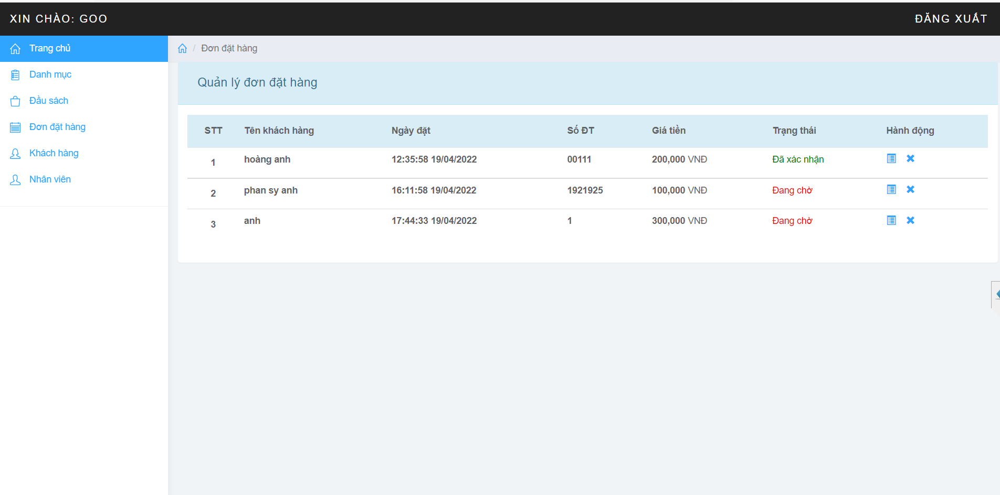 XIN CHÀO: GOO
ĐĂNG XUẤT
Trang chủ
Danh mục
Đầu sách
Đơn đặt hàng
Khách hàng
Nhân viên
/ Đơn đặt hàng
Quản lý đơn đặt hàng
STT Tên khách hàng Ngày đặt Số ĐT Giá tiền Trạng thái Hành động
1 hoàng anh 12:35:58 19/04/2022 00111 200,000 VNĐ Đã xác nhận
2 phan sy anh 16:11:58 19/04/2022 1921925 100,000 VNĐ Đang chờ
3 anh 17:44:33 19/04/2022 1 300,000 VNĐ Đang chờ